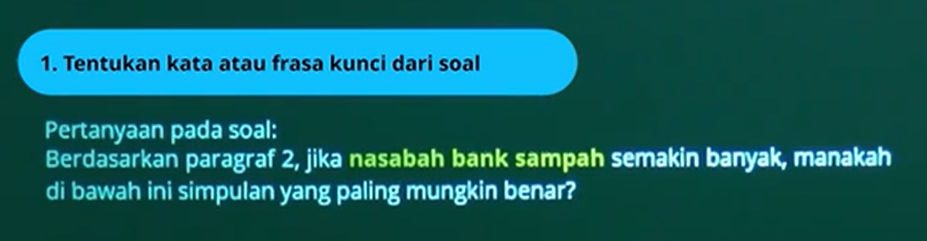 1. Tentukan kata atau frasa kunci dari soal
Pertanyaan pada soal:
Berdasarkan paragraf 2, jika nasabah bank sampah semakin banyak, manakah
di bawah ini simpulan yang paling mungkin benar?